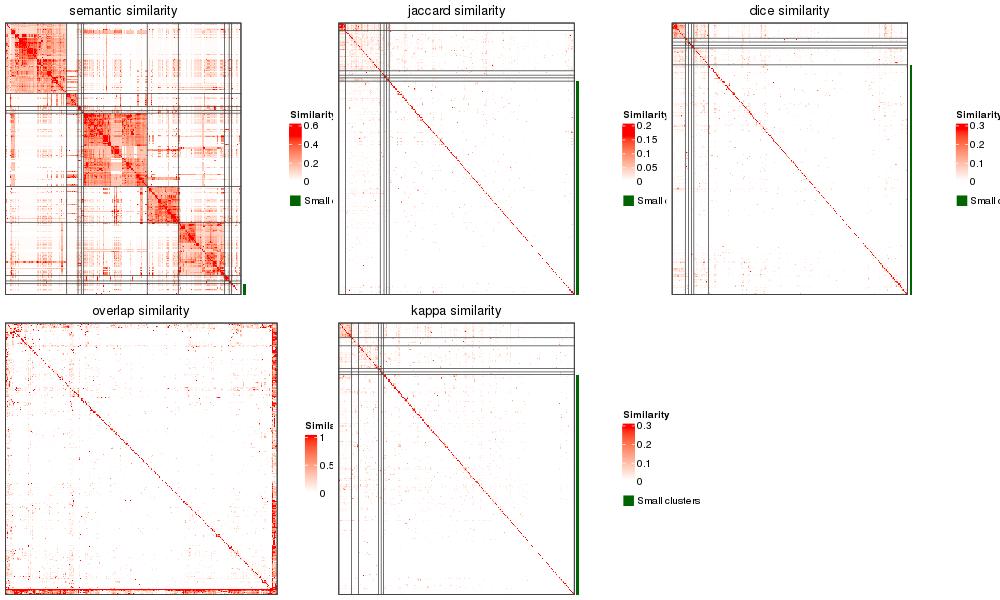 semantic similarity
Similarity
0.6
0.4
0.2
0
Small
jaccard similarity
Similarity
0.2
0.15
0.1
0.05
0
Small
dice similarity
Similarity
0.3
0.2
0.1
0
Small
overlap similarity
1
0.5
0
kappa similarity
Similarity
0.3
0.2
0.1
0
Small clusters